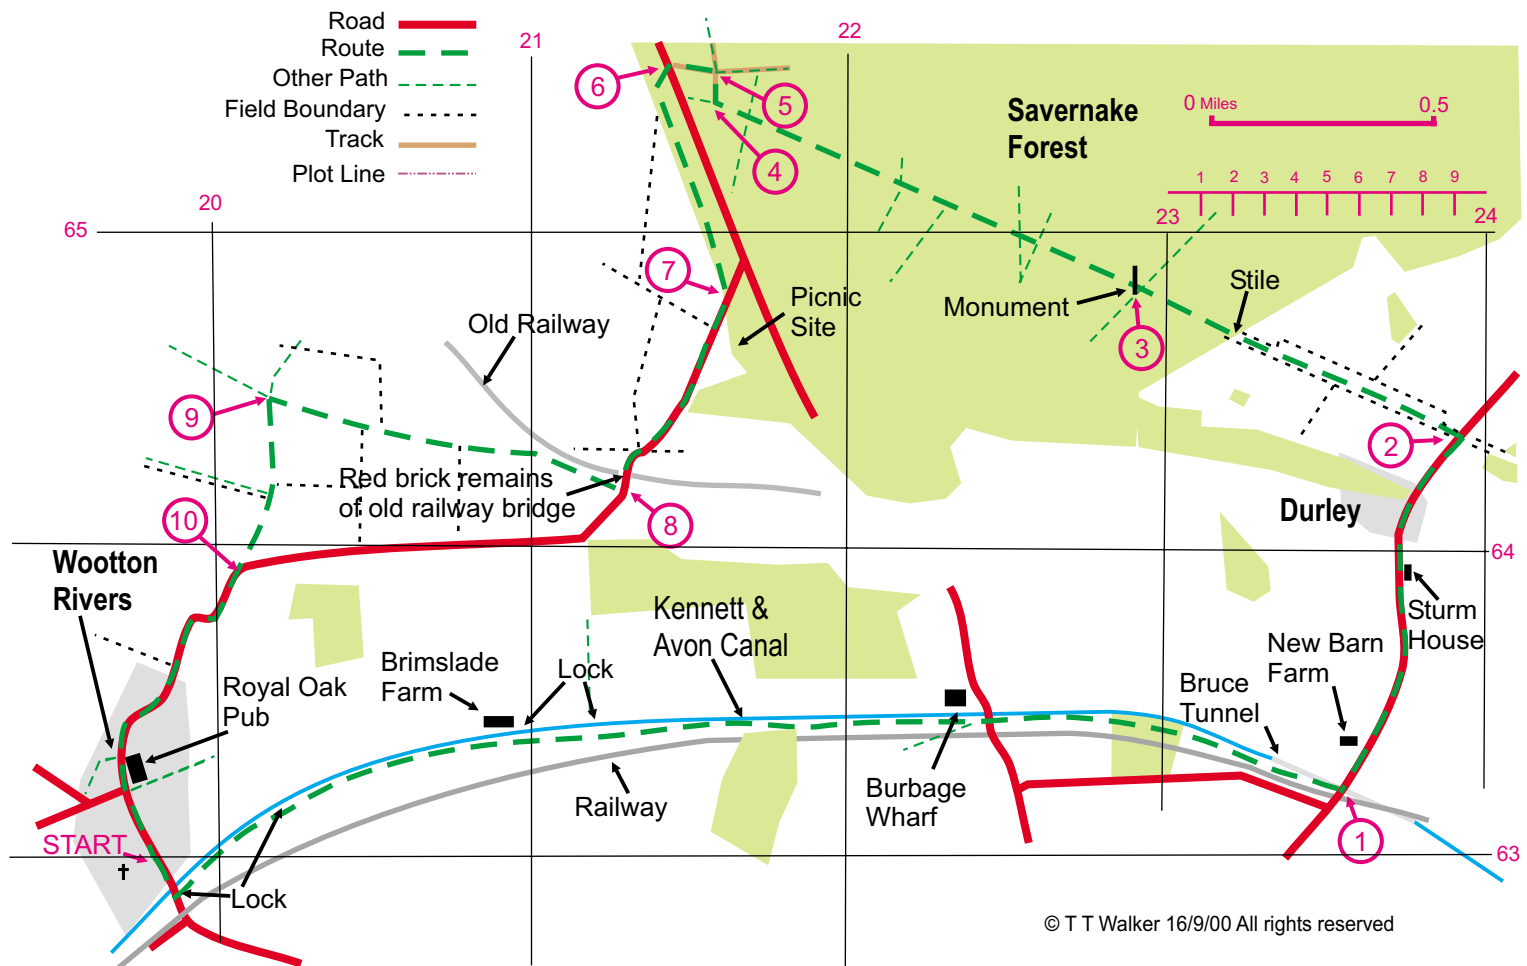 Road
Route
Other Path
Field Boundary
Track
Plot Line
20
21
22
65
6
5
4
Savernake
Forest
0 Miles
0.5
1 2 3 4 5 6 7 8 9
23
24
7
Picnic
Site
Monument
3
Stile
Old Railway
9
2
Red brick remains
of old railway bridge
8
10
Durley
64
Wootton
Rivers
Kennett &
Avon Canal
Sturm
House
New Barn
Farm
Brimslade
Farm
Lock
Royal Oak
Pub
Bruce
Tunnel
Burbage
Wharf
Railway
START
1
63
Lock
© T T Walker 16/9/00 All rights reserved